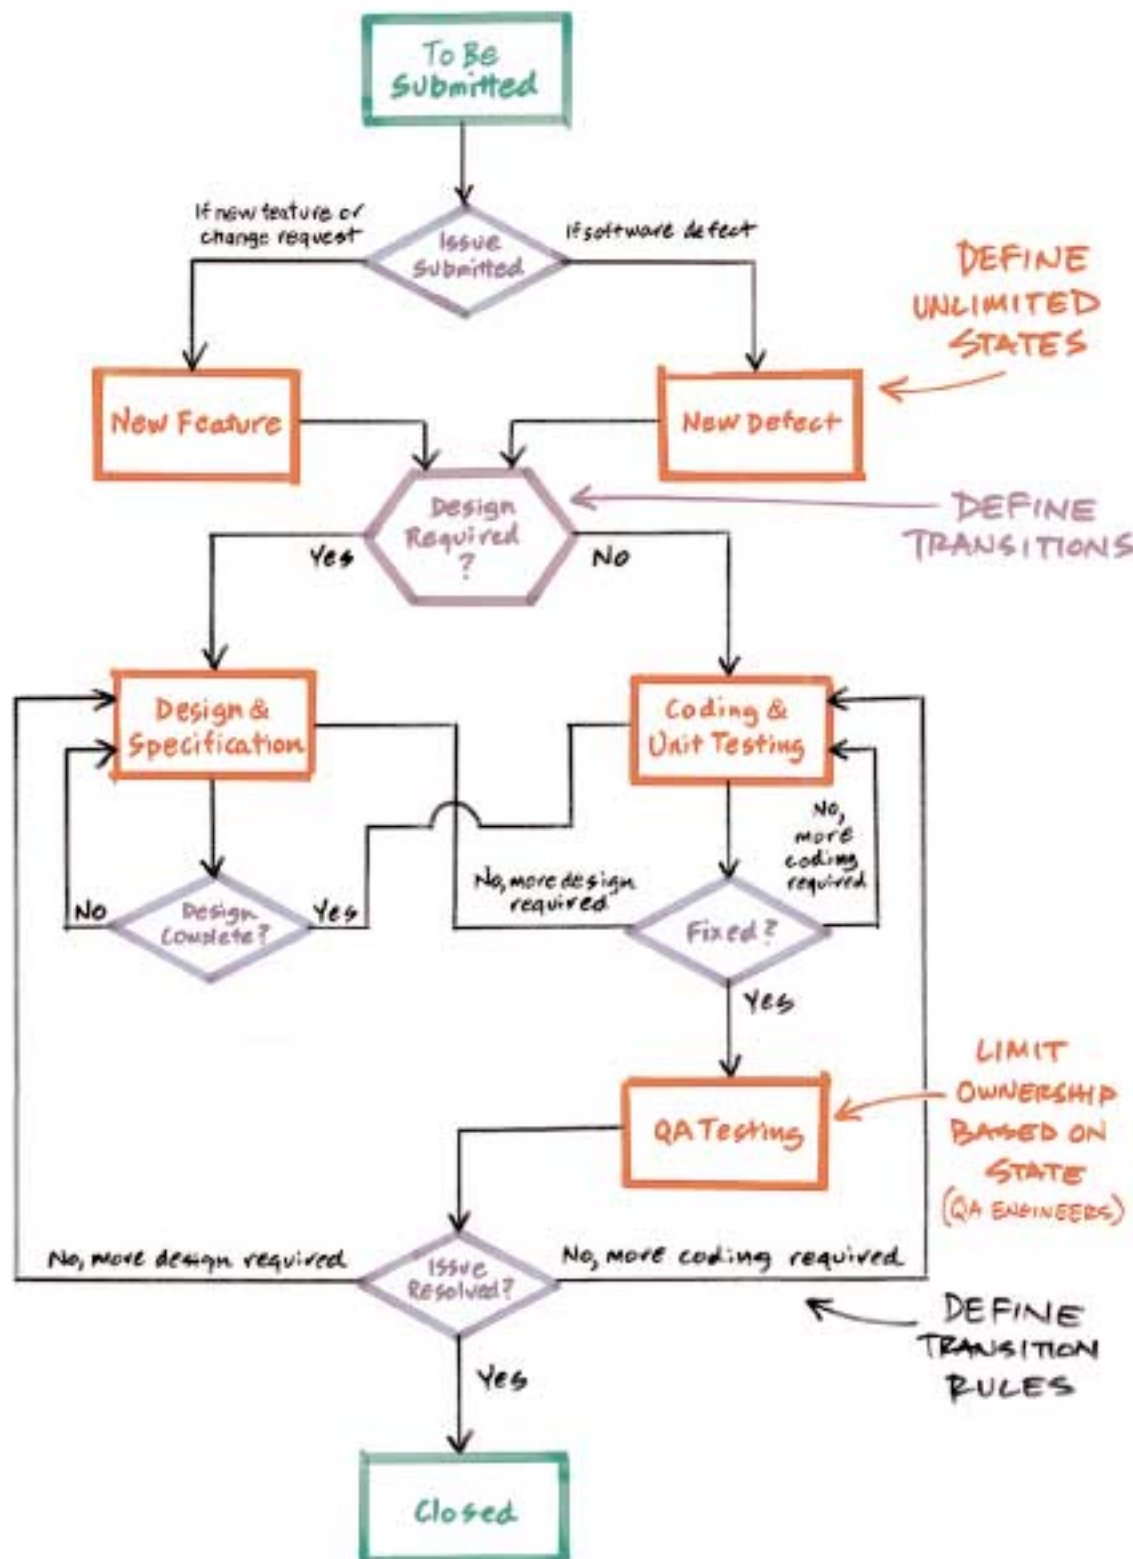 To Be
Submitted
If new feature or
change request
Issue
Submitted
If software defect
DEFINE
UNLIMITED
STATES
New Feature
New Defect
Design
Required
?
Yes
No
DEFINE
TRANSITIONS
Design &
Specification
Coding &
Unit Testing
No,
more
coding
required
No, more design
required
No
Design
Complete?
Yes
Fixed?
Yes
QA Testing
LIMIT
OWNERSHIP
BASED ON
STATE
(QA ENGINEERS)
No, more design required
Issue
Resolved?
No, more coding required
DEFINE
TRANSITION
RULES
Yes
Closed